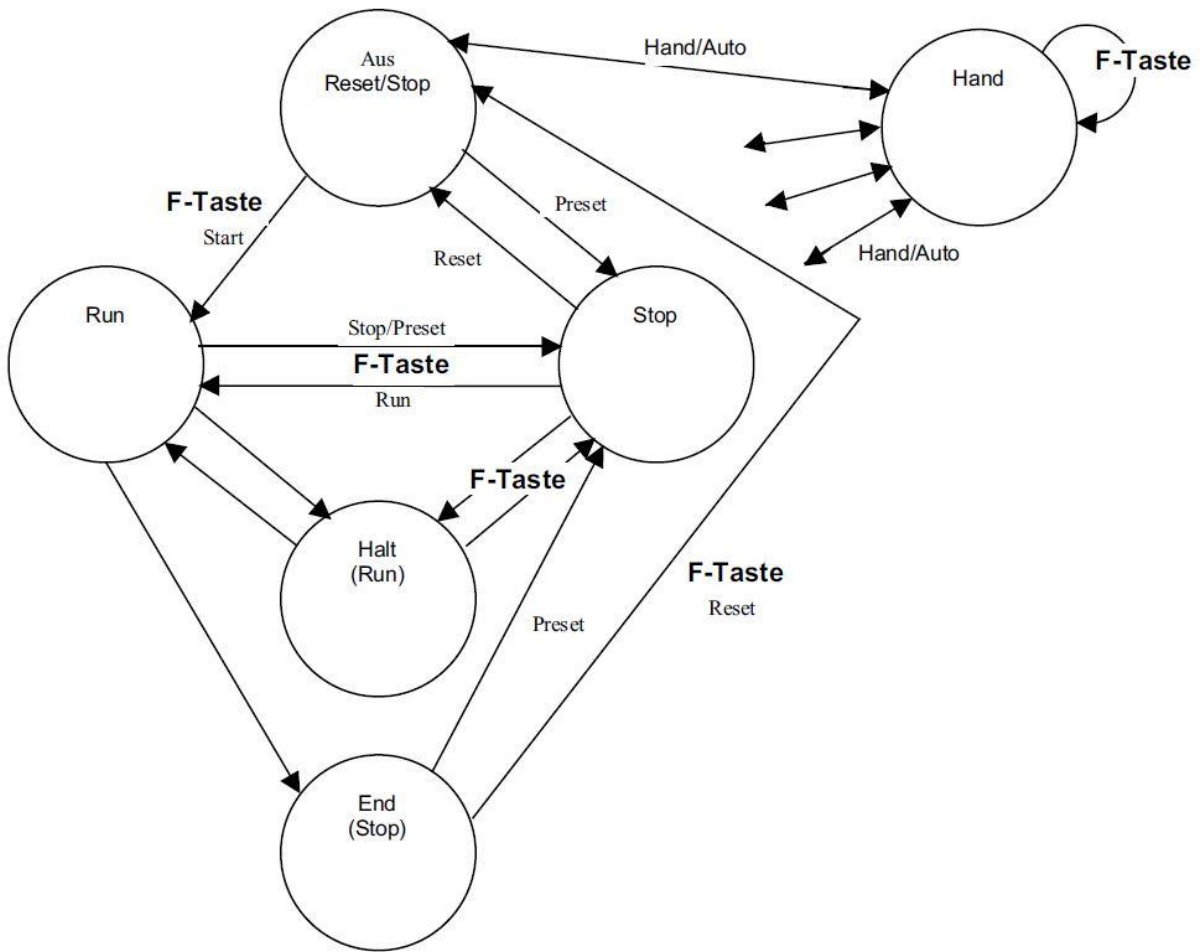 Aus
Reset/Stop
Hand/Auto
Hand
F-Taste
F-Taste
Start
Preset
Reset
Hand/Auto
Run
Stop/Preset
F-Taste
Run
Stop
F-Taste
Halt
(Run)
F-Taste
Reset
Preset
End
(Stop)